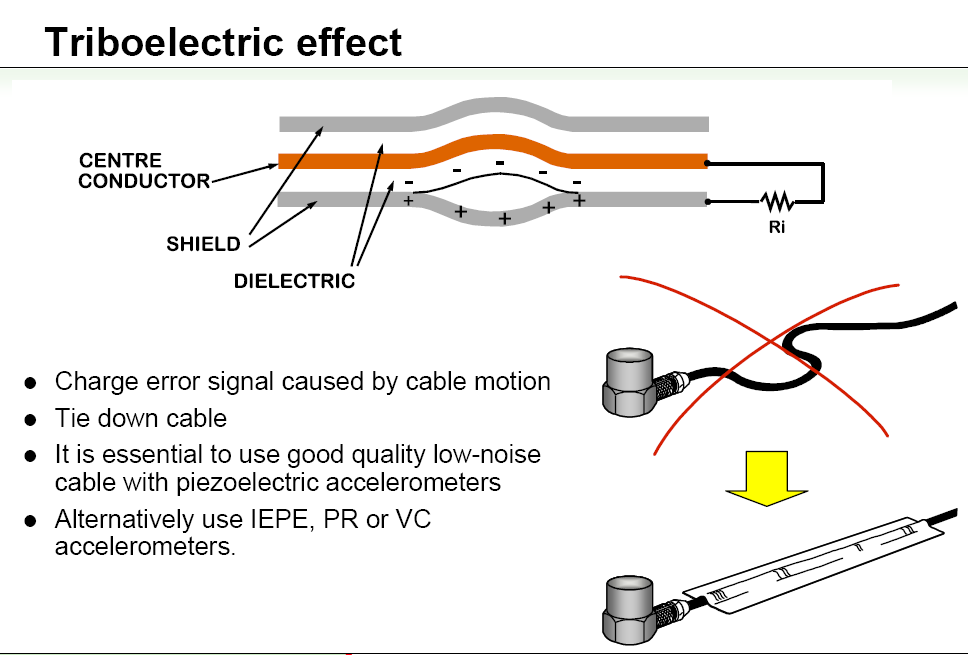 Triboelectric effect
CENTRE
CONDUCTOR
- - - - -
+ + + + +
Ri
SHIELD
DIELECTRIC
● Charge error signal caused by cable motion
● Tie down cable
● It is essential to use good quality low-noise
cable with piezoelectric accelerometers
● Alternatively use IEPE, PR or VC
accelerometers.